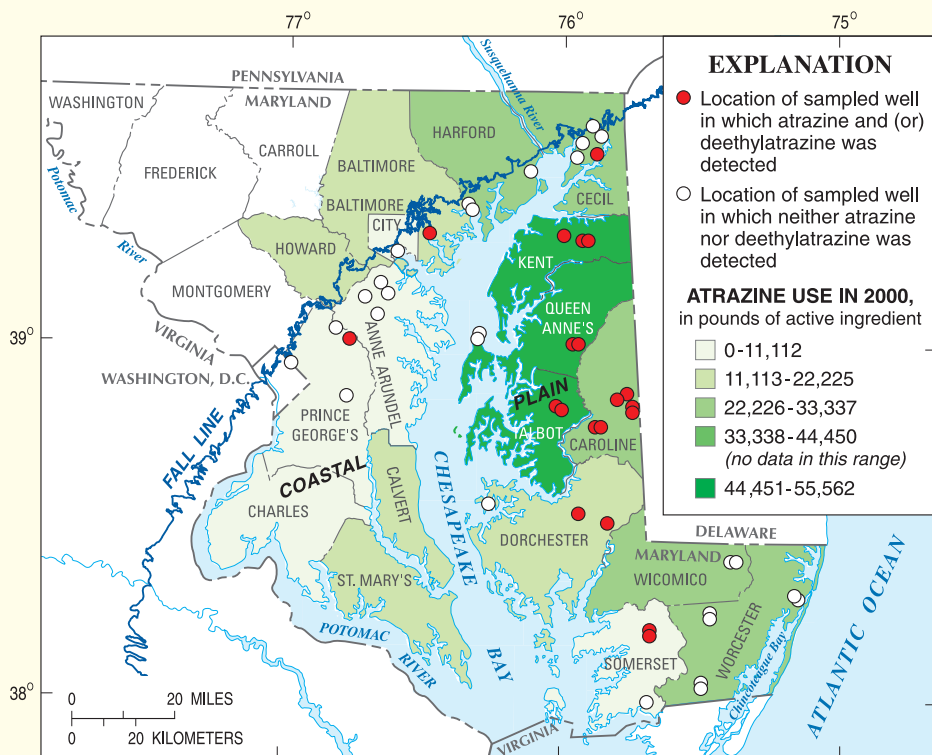 77°
76°
75°
PENNSYLVANIA
MARYLAND
WASHINGTON
FREDERICK
CARROLL
BALTIMORE
HARFORD
Susquehanna River
CECIL
BALTIMORE
CITY
HOWARD
MONTGOMERY
Potomac
River
KENT
QUEEN
ANNE'S
39°
VIRGINIA
WASHINGTON, D.C.
ANNE ARUNDEL
PRINCE
GEORGE'S
PLAIN
TALBOT
CAROLINE
FALL LINE
COASTAL
CHARLES
CALVERT
CHESAPEAKE
BAY
ST. MARY'S
DORCHESTER
DELAWARE
MARYLAND
WICOMICO
WORCESTER
SOMERSET
Chincoteague Bay
ATLANTIC OCEAN
POTOMAC
RIVER
VIRGINIA
38°
0 20 MILES
0 20 KILOMETERS
EXPLANATION
Location of sampled well
in which atrazine and (or)
deethylatrazine was
detected
Location of sampled well
in which neither atrazine
nor deethylatrazine was
detected
ATRAZINE USE IN 2000,
in pounds of active ingredient
0-11,112
11,113-22,225
22,226-33,337
33,338-44,450
(no data in this range)
44,451-55,562